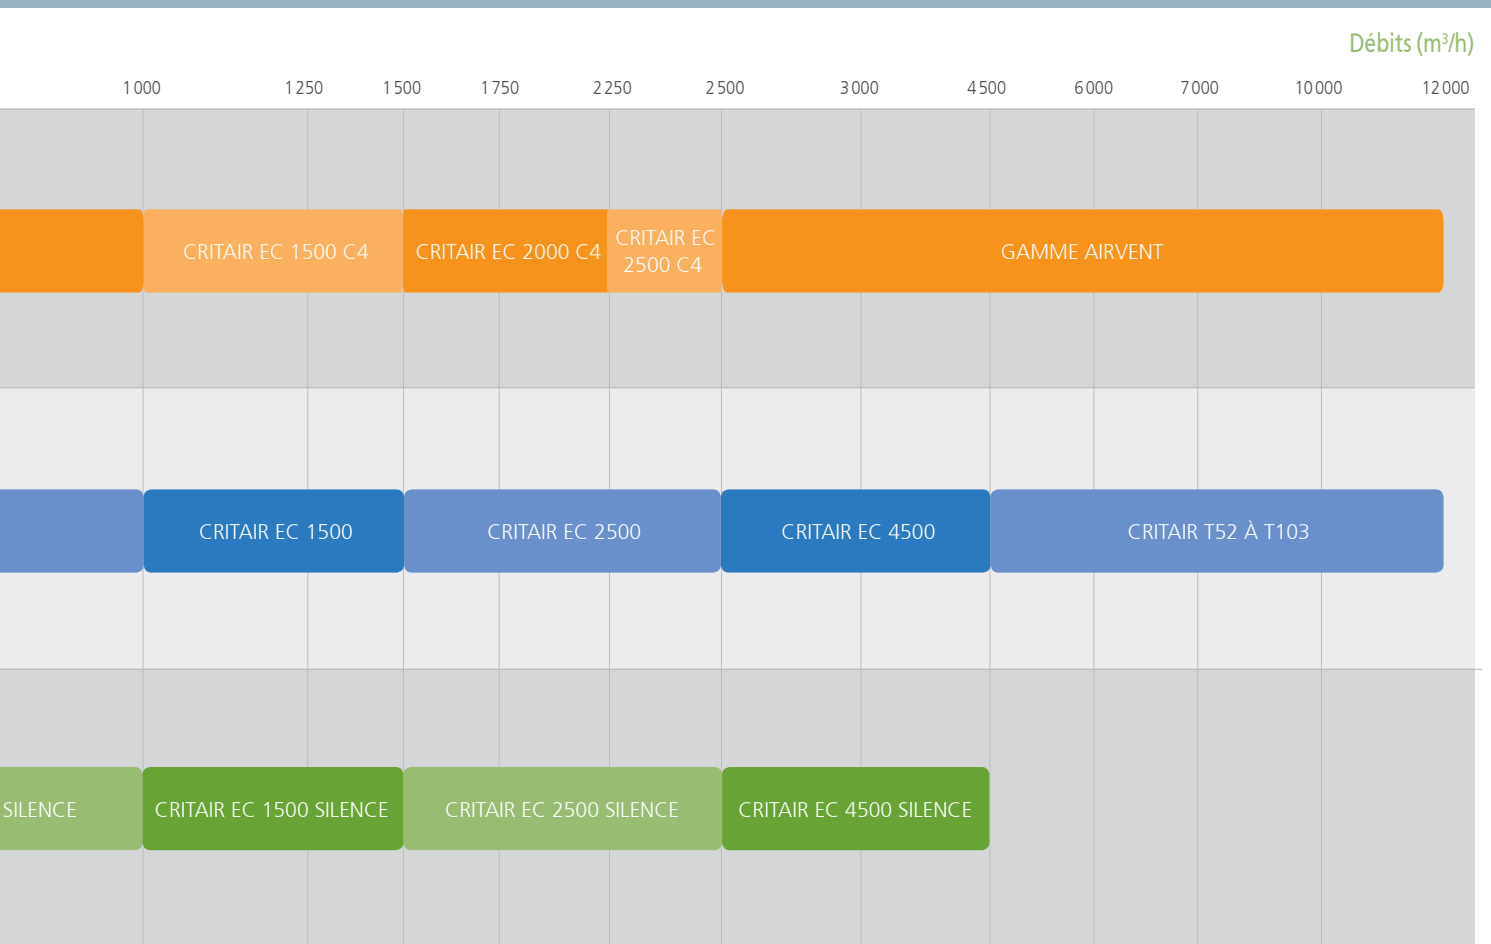 Débits (m³/h)
1 000 1 250 1 500 1 750 2 250 2 500 3 000 4 500 6 000 7 000 10 000 12 000
CRITAIR EC 1500 C4 CRITAIR EC 2000 C4 CRITAIR EC 2500 C4 GAMME AIRVENT
CRITAIR EC 1500 CRITAIR EC 2500 CRITAIR EC 4500 CRITAIR T52 À T103
SILENCE CRITAIR EC 1500 SILENCE CRITAIR EC 2500 SILENCE CRITAIR EC 4500 SILENCE